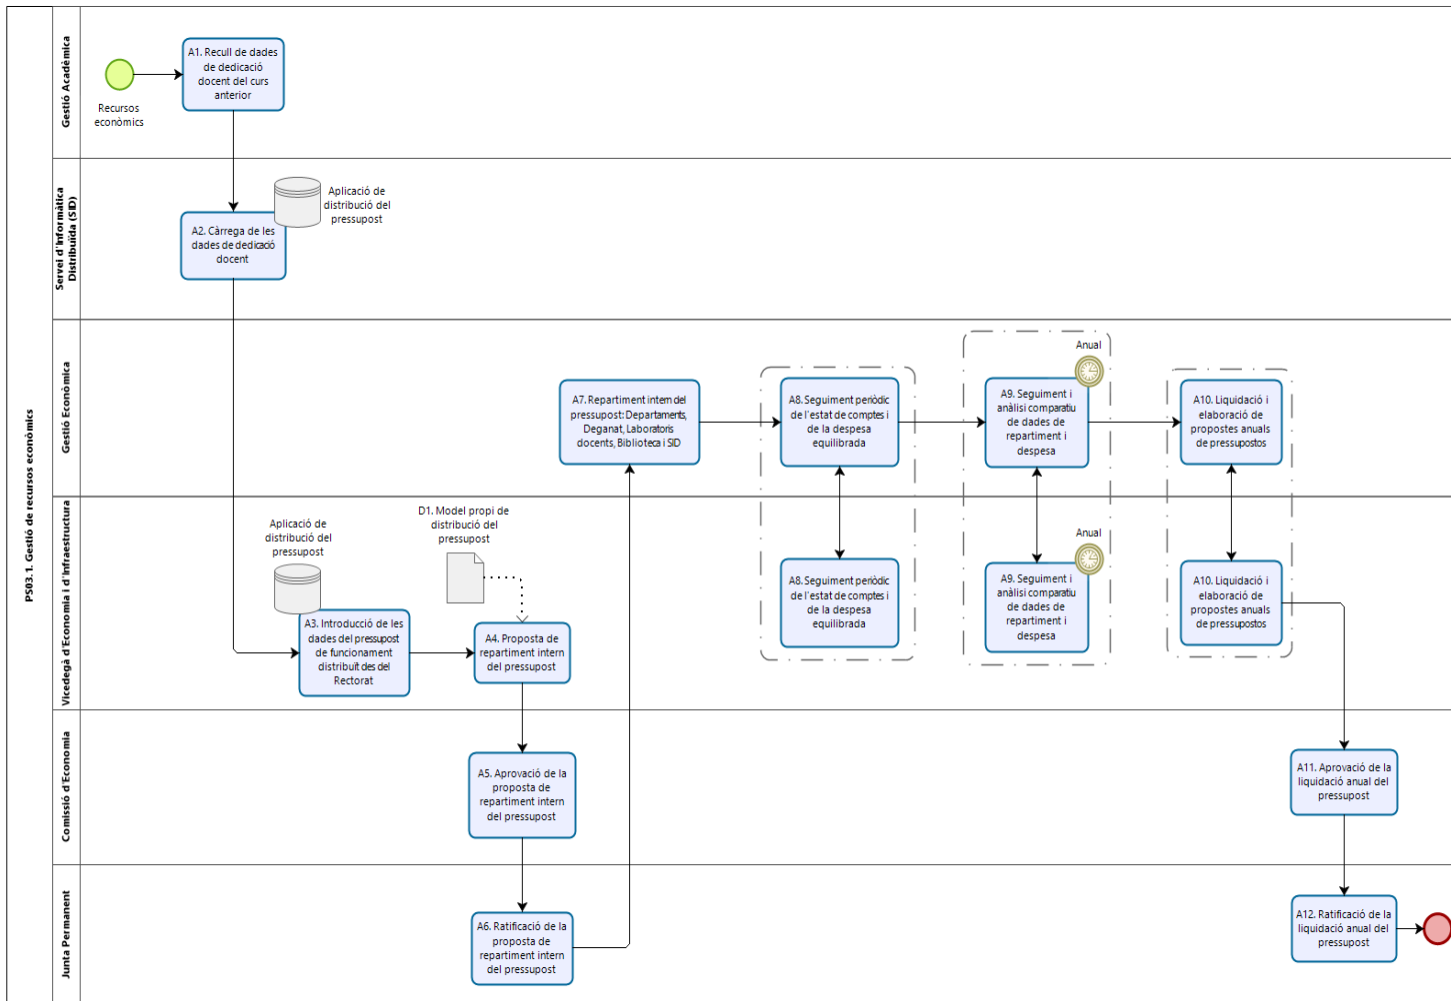 PS03.1. Gestió de recursos econòmics
Gestió Acadèmica
Recursos
econòmics
A1. Recull de dades
de dedicació
docent del curs
anterior
Servei d'Informàtica
Distribuïda (SID)
A2. Càrrega de les
dades de dedicació
docent
Aplicació de
distribució del
pressupost
Gestió Econòmica
A7. Repartiment intern del
pressupost: Departaments,
Deganat, Laboratoris
docents, Biblioteca i SID
A8. Seguiment periòdic
de l'estat de comptes i
de la despesa
equilibrada
Anual
A9. Seguiment i
anàlisi comparatiu
de dades de
repartiment i
despesa
A10. Liquidació i
elaboració de
propostes anuals
de pressupostos
Vicedegà d'Economia i d'Infraestructura
Aplicació de
distribució del
pressupost
A3. Introducció de les
dades del pressupost
de funcionament
distribuït des del
Rectorat
D1. Model propi de
distribució del
pressupost
A4. Proposta de
repartiment intern
del pressupost
A8. Seguiment periòdic
de l'estat de comptes i
de la despesa
equilibrada
Anual
A9. Seguiment i
anàlisi comparatiu
de dades de
repartiment i
despesa
A10. Liquidació i
elaboració de
propostes anuals
de pressupostos
Comissió d'Economia
A5. Aprovació de la
proposta de
repartiment intern
del pressupost
A11. Aprovació de la
liquidació anual del
pressupost
Junta Permanent
A6. Ratificació de la
proposta de
repartiment intern
del pressupost
A12. Ratificació de la
liquidació anual del
pressupost